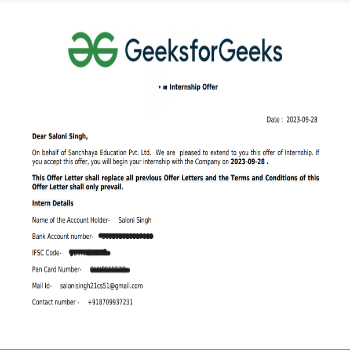 GeeksforGeeks
Internship Offer
Date : 2023-09-28
Dear Saloni Singh,
On behalf of Sanchhaya Education Pvt. Ltd. We are pleased to extend to you this offer of Internship. If
you accept this offer, you will begin your internship with the Company on 2023-09-28 .
This Offer Letter shall replace all previous Offer Letters and the Terms and Conditions of this
Offer Letter shall only prevail.
Intern Details
Name of the Account Holder- Saloni Singh
Bank Account number-
IFSC Code-
Pan Card Number-
Mail Id- salonisingh21cs51@gmail.com
Contact number - +918709937231